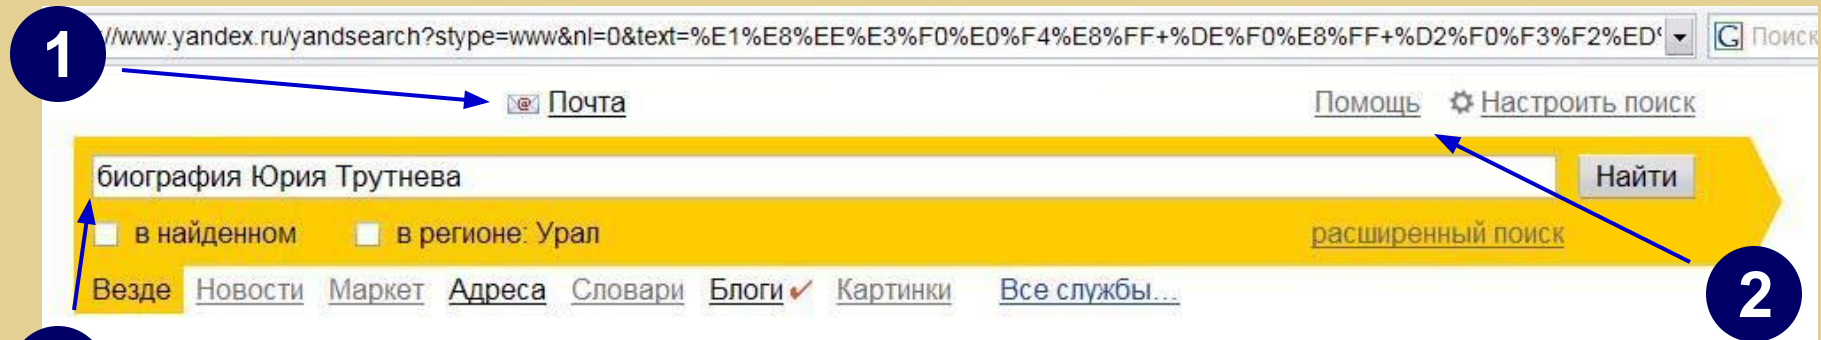 1
//www.yandex.ru/yandsearch?stype=www&nl=0&text=%E1%E8%EE%E3%F0%E0%F4%E8%FF+%DE%F0%E8%FF+%D2%F0%F3%F2%ED%
G Поиск
Почта Помощь Настроить поиск
биография Юрия Трутнева Найти
в найденном в регионе: Урал расширенный поиск
Везде Новости Маркет Адреса Словари Блоги Картинки Все службы...
2